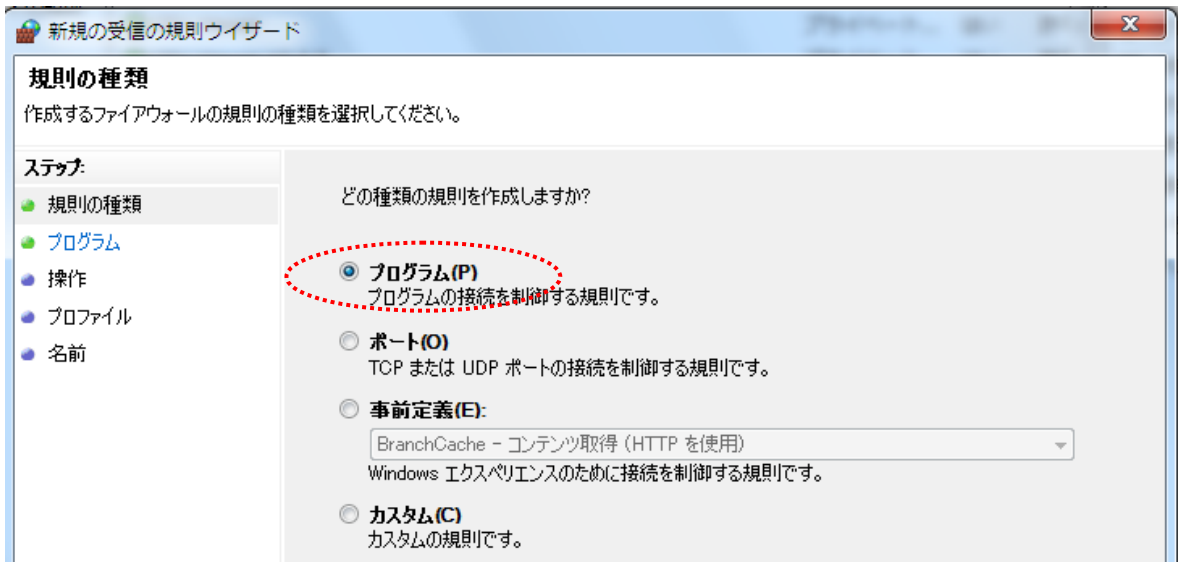 新規の受信の規則ウイザード
規則の種類
作成するファイアウォールの規則の種類を選択してください。
ステップ:
規則の種類
プログラム
操作
プロファイル
名前
どの種類の規則を作成しますか?
プログラム(P)
プログラムの接続を制御する規則です。
ポート(O)
TCP または UDP ポートの接続を制御する規則です。
事前定義(E):
BranchCache - コンテンツ取得 (HTTP を使用)
Windows エクスペリエンスのために接続を制御する規則です。
カスタム(C)
カスタムの規則です。